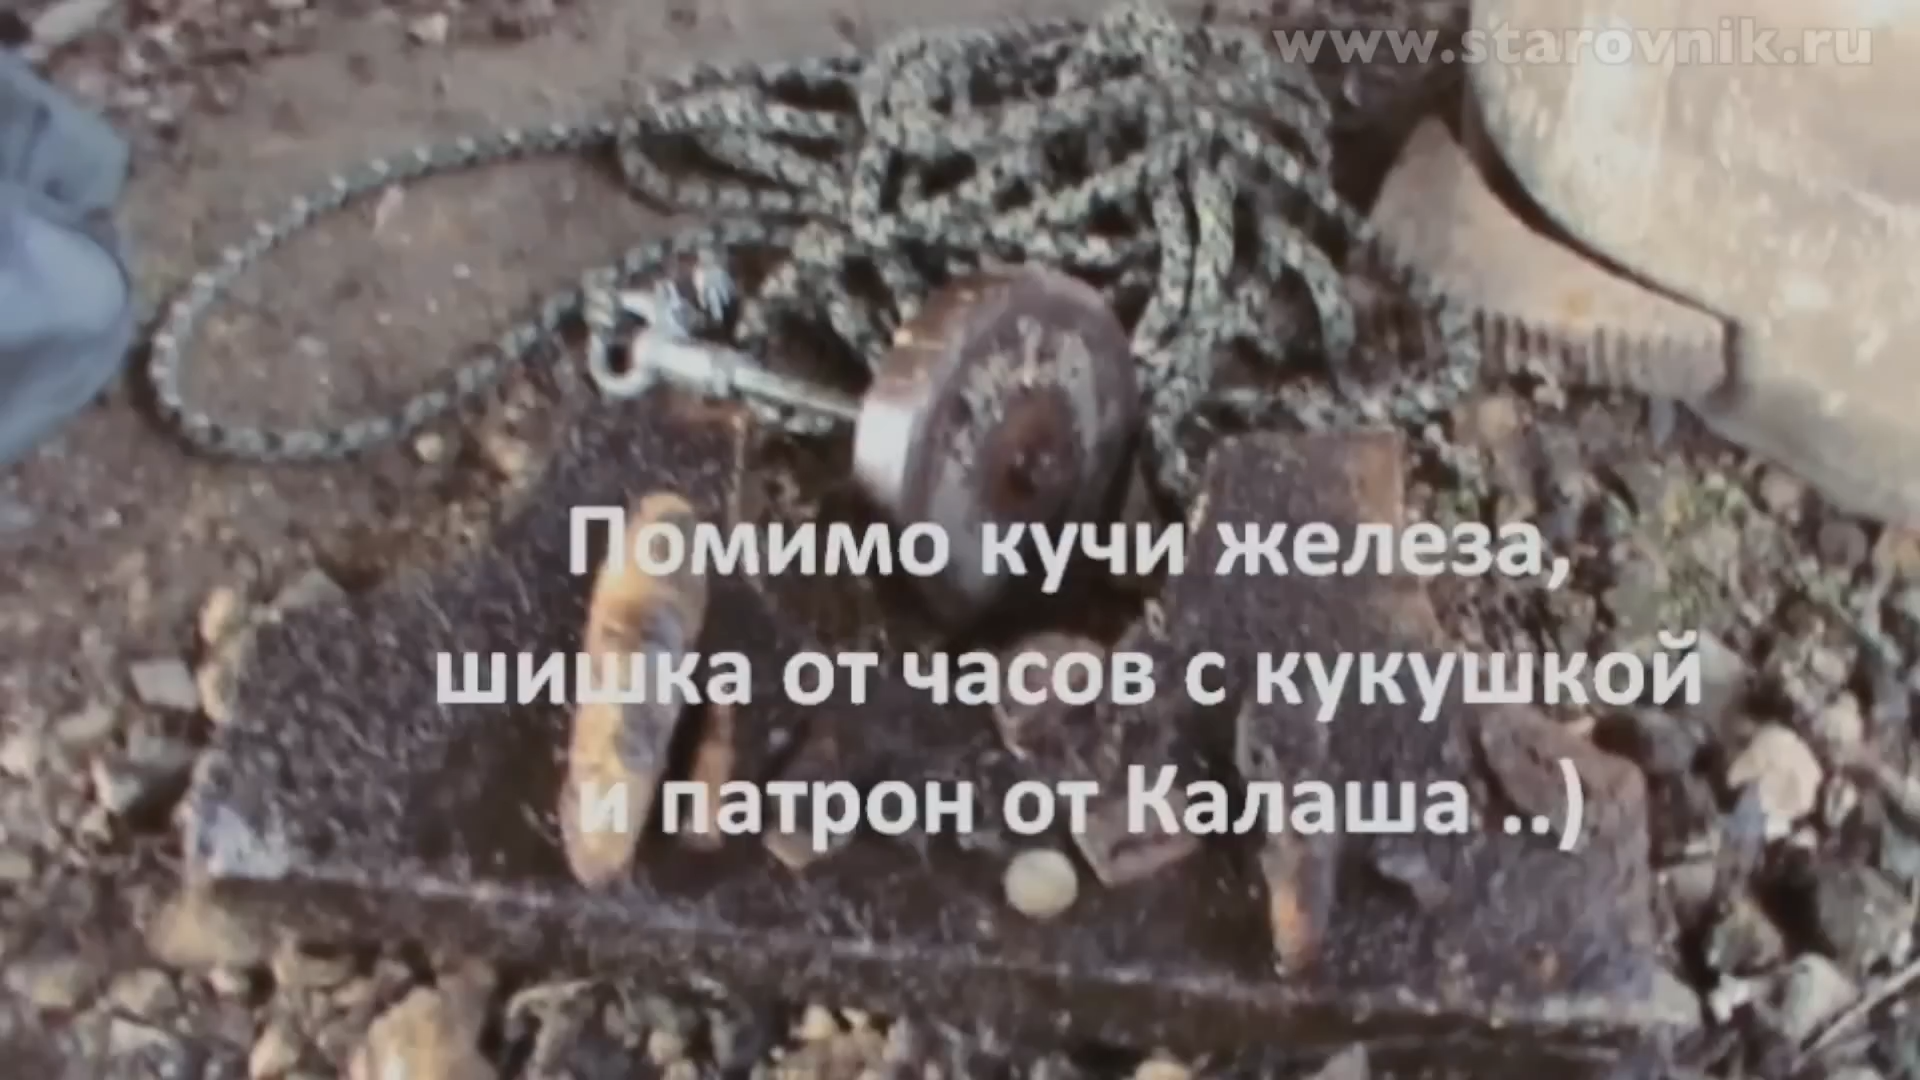 www.starovnik.ru
Помимо кучи железа,
шишка от часов с кукушкой
и патрон от Калаша ..)